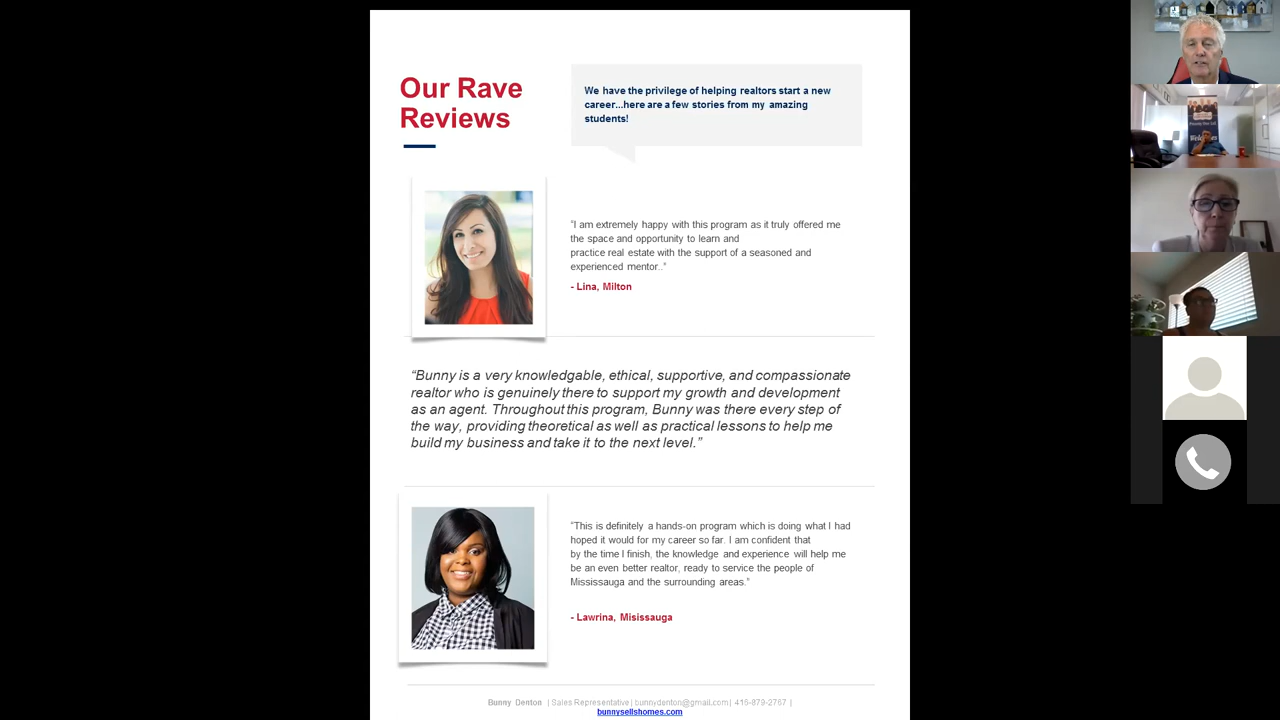 Our Rave
Reviews
We have the privilege of helping realtors start a new
career...here are a few stories from my amazing
students!
“I am extremely happy with this program as it truly offered me
the space and opportunity to learn and
practice real estate with the support of a seasoned and
experienced mentor..”
- Lina, Milton
“Bunny is a very knowledgable, ethical, supportive, and compassionate
realtor who is genuinely there to support my growth and development
as an agent. Throughout this program, Bunny was there every step of
the way, providing theoretical as well as practical lessons to help me
build my business and take it to the next level.”
“This is definitely a hands-on program which is doing what I had
hoped it would for my career so far. I am confident that
by the time I finish, the knowledge and experience will help me
be an even better realtor, ready to service the people of
Mississauga and the surrounding areas.”
- Lawrina, Misissauga
Bunny Denton | Sales Representative | bunnydenton@gmail.com | 416-879-2767 |
bunnysellshomes.com